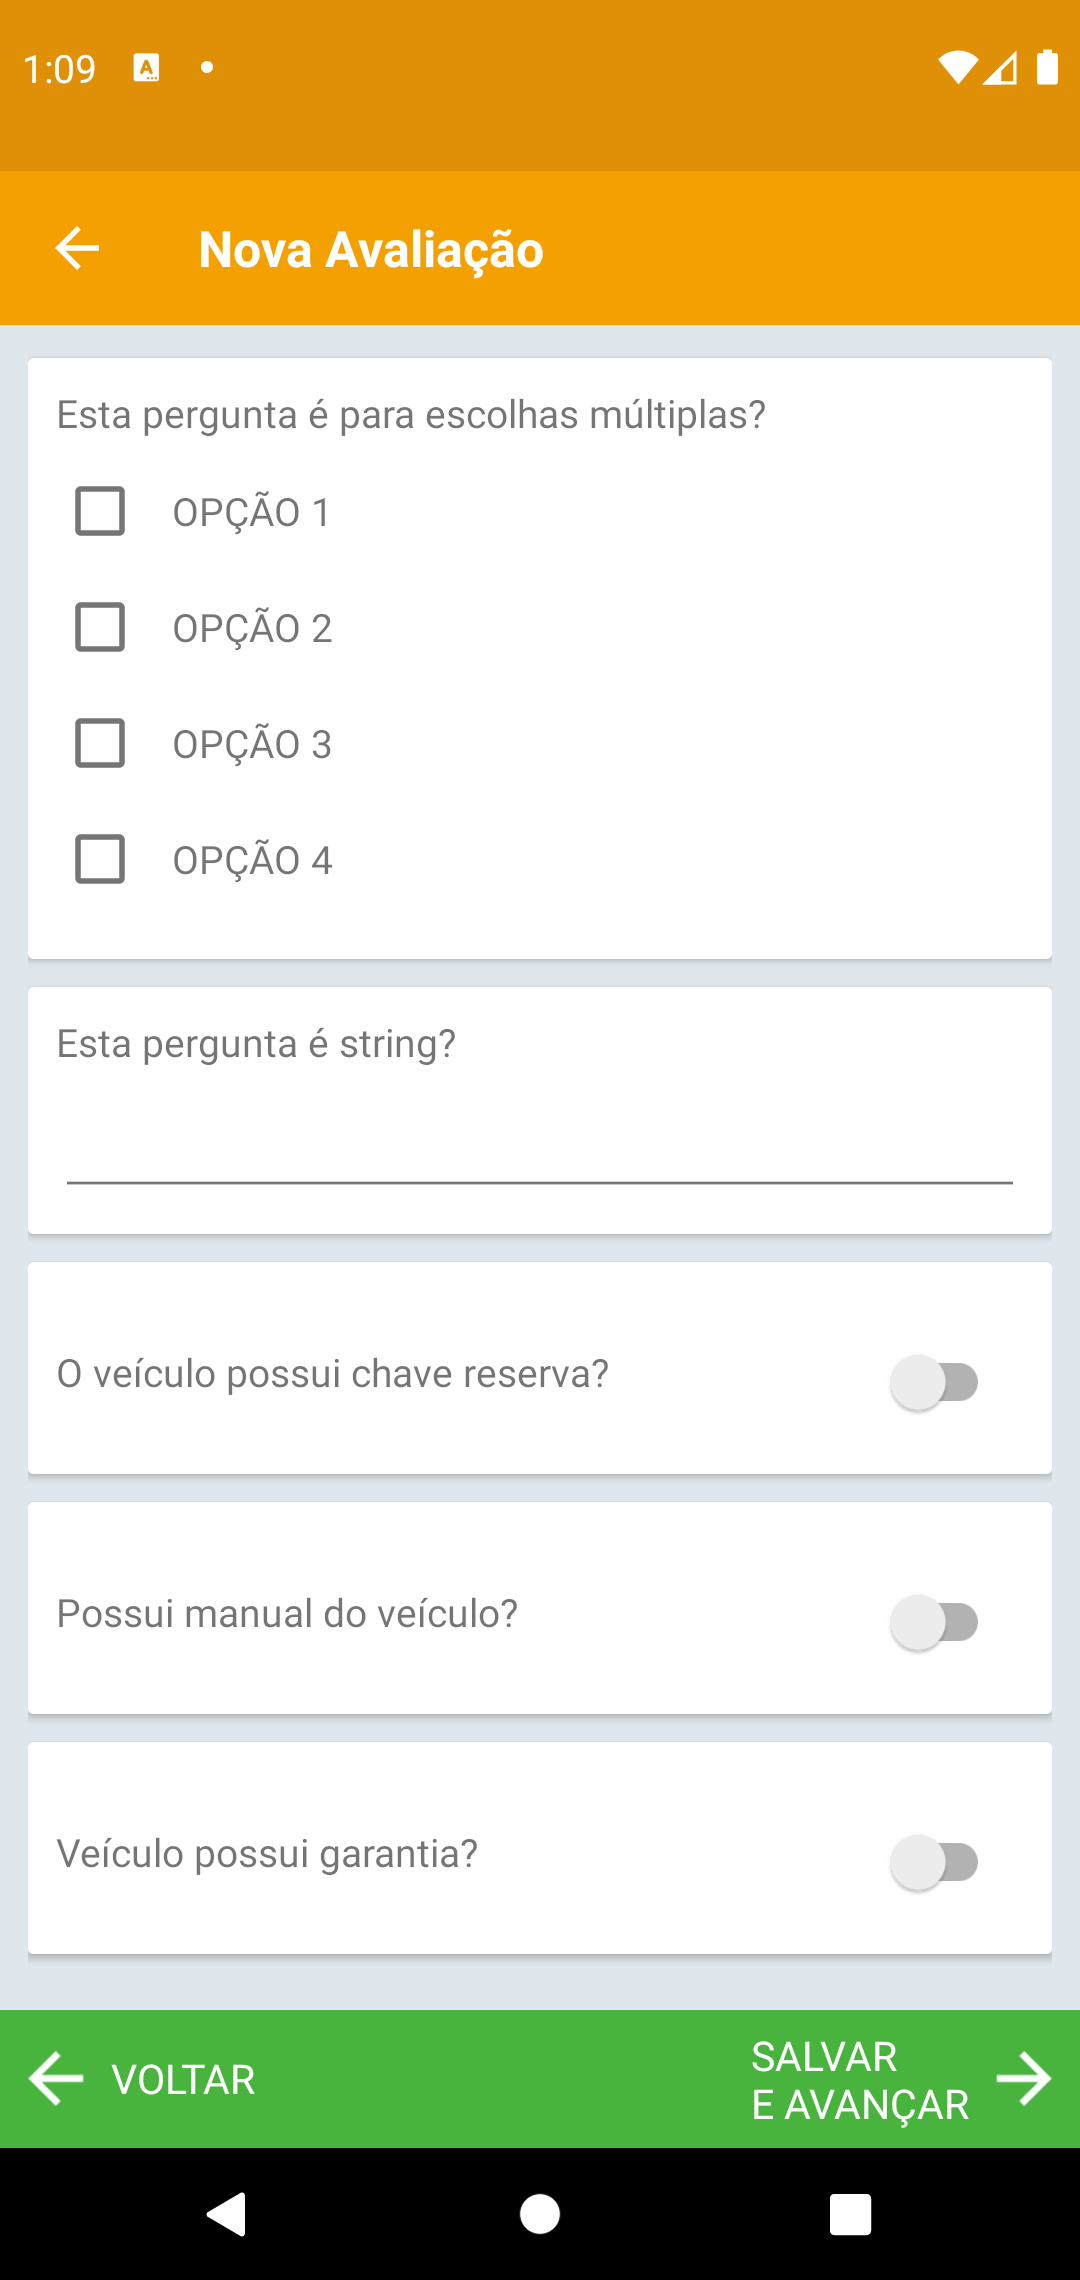 1:09
Nova Avaliação
Esta pergunta é para escolhas múltiplas?
OPÇÃO 1
OPÇÃO 2
OPÇÃO 3
OPÇÃO 4
Esta pergunta é string?
O veículo possui chave reserva?
Possui manual do veículo?
Veículo possui garantia?
VOLTAR
SALVAR
E AVANÇAR